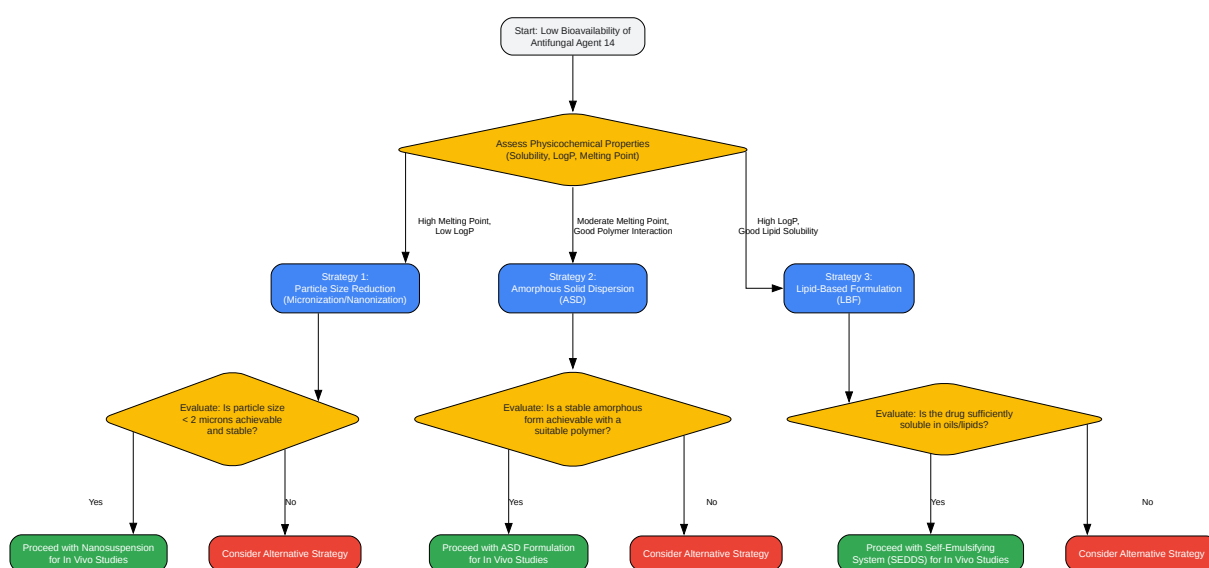 Start: Low Bioavailability of
Antifungal Agent 14
Assess Physicochemical Properties
(Solubility, LogP, Melting Point)
High Melting Point,
Low LogP
Moderate Melting Point,
Good Polymer Interaction
High LogP,
Good Lipid Solubility
Strategy 1:
Particle Size Reduction
(Micronization/Nanonization)
Strategy 2:
Amorphous Solid Dispersion
(ASD)
Strategy 3:
Lipid-Based Formulation
(LBF)
Evaluate: Is particle size
< 2 microns achievable
and stable?
Evaluate: Is a stable amorphous
form achievable with a
suitable polymer?
Evaluate: Is the drug sufficiently
soluble in oils/lipids?
Yes
No
Yes
No
Yes
No
Proceed with Nanosuspension
for In Vivo Studies
Consider Alternative Strategy
Proceed with ASD Formulation
for In Vivo Studies
Consider Alternative Strategy
Proceed with Self-Emulsifying
System (SEDDS) for In Vivo Studies
Consider Alternative Strategy